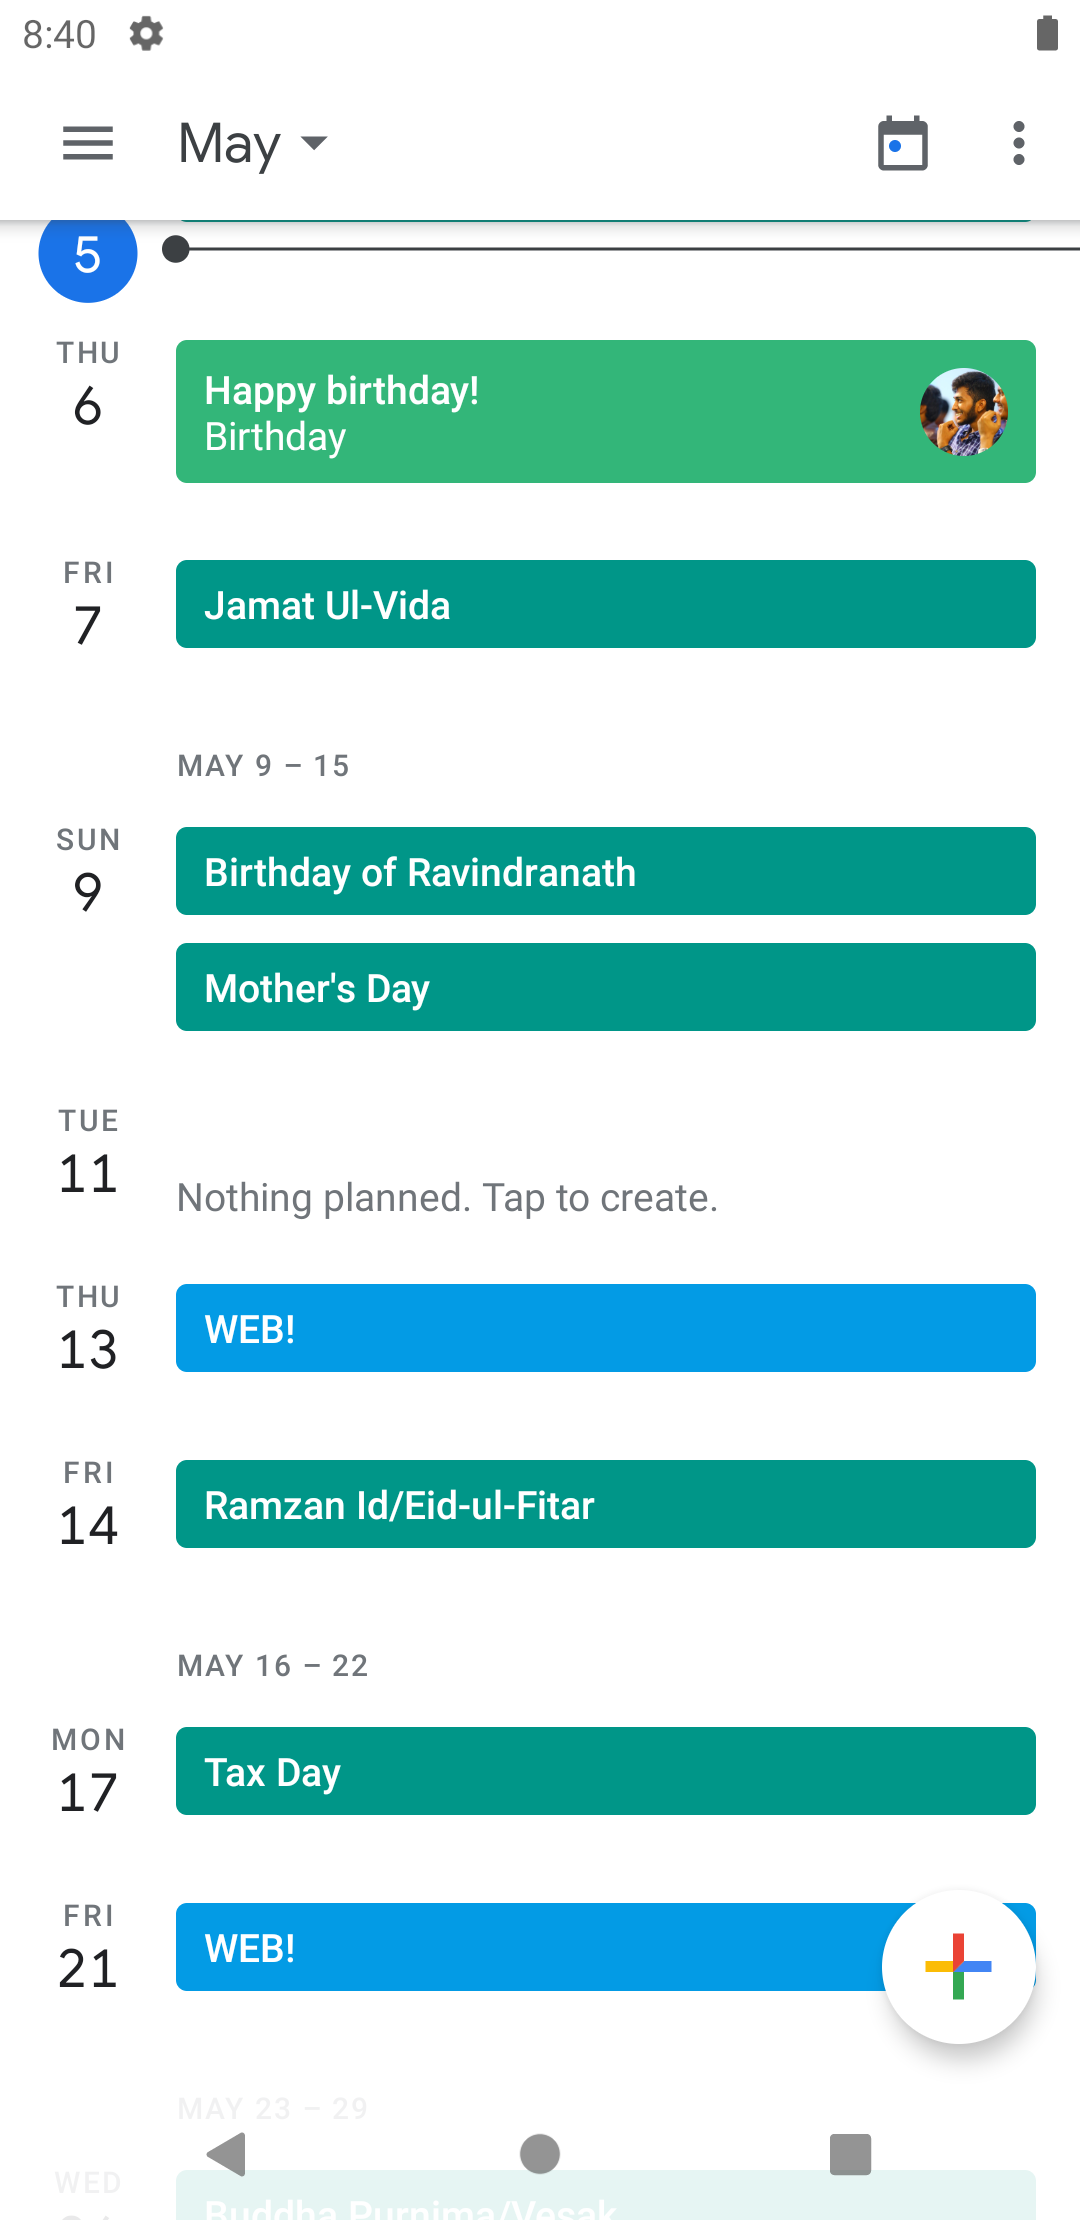 8:40
May
5
THU
6
Happy birthday!
Birthday
FRI
7
Jamat Ul-Vida
MAY 9 – 15
SUN
9
Birthday of Ravindranath
Mother's Day
TUE
11
Nothing planned. Tap to create.
THU
13
WEB!
FRI
14
Ramzan Id/Eid-ul-Fitar
MAY 16 – 22
MON
17
Tax Day
FRI
21
WEB!
MAY 23 – 29
WED
Buddha Purnima/Vesak